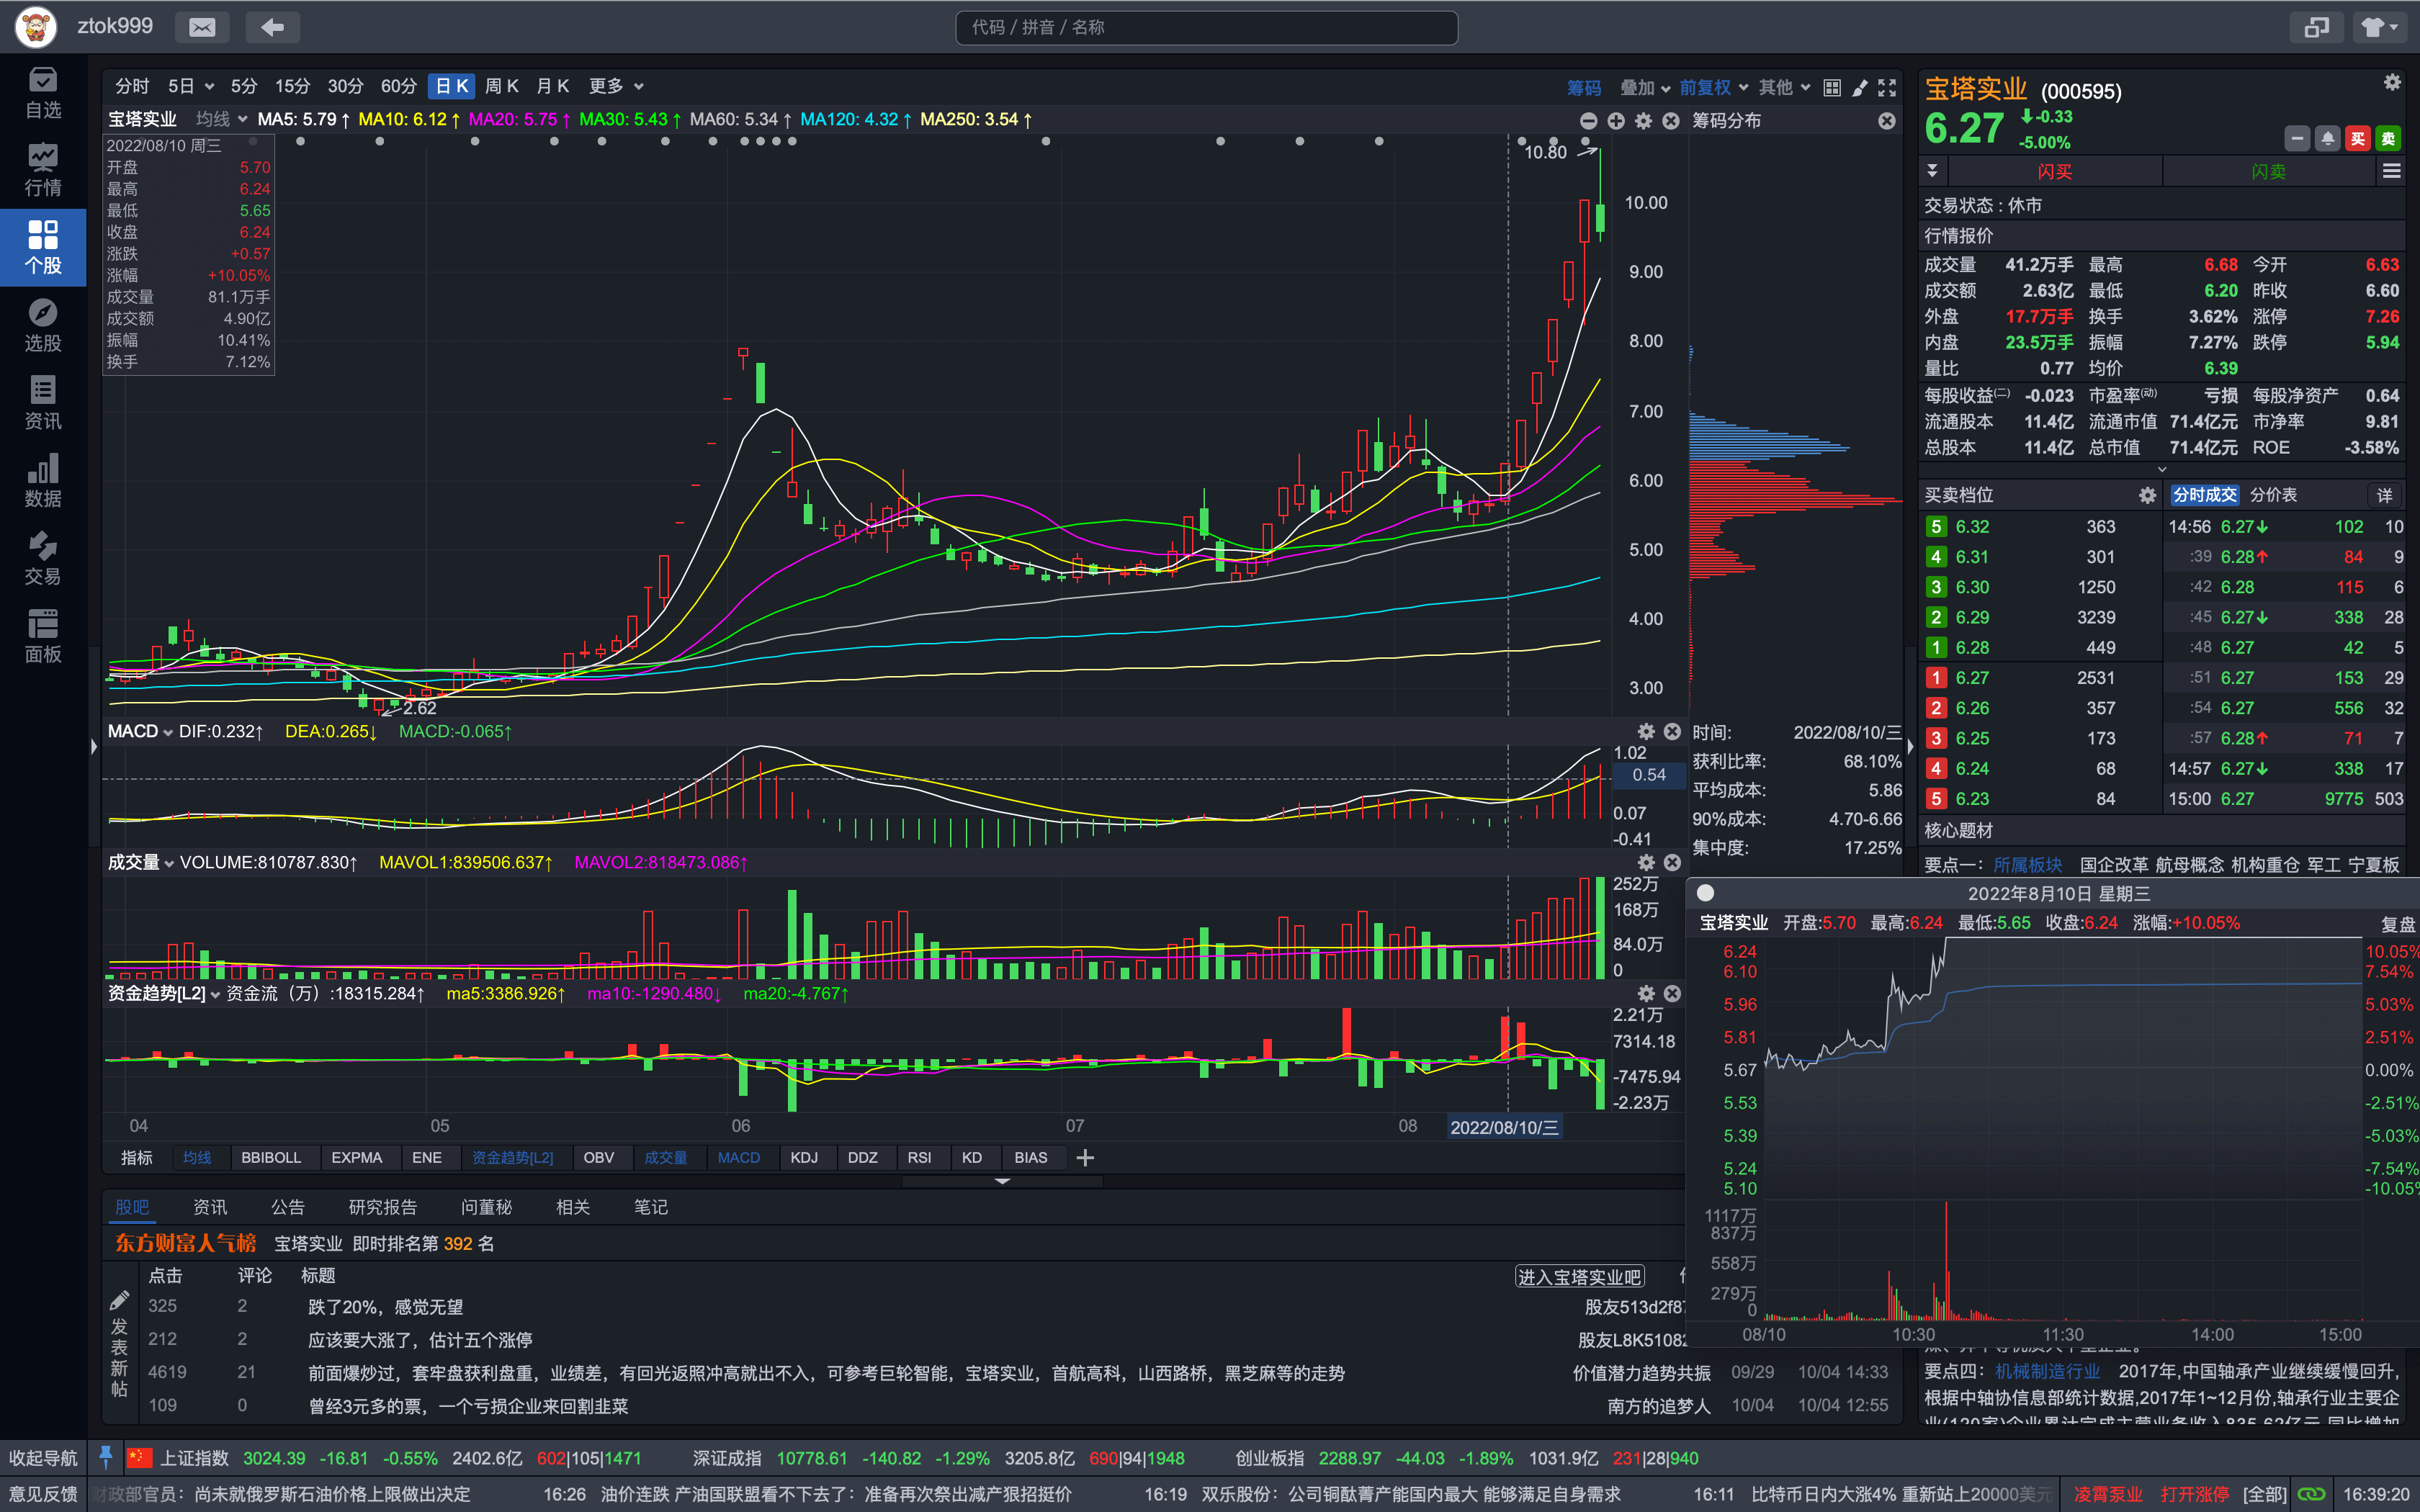 ztok999
代码 / 拼音 / 名称
自选
行情
个股
选股
资讯
数据
交易
面板
分时 5日 5分 15分 30分 60分 日K 周K 月K 更多
筹码 叠加 前复权 其他
宝塔实业 均线 MA5: 5.79↑ MA10: 6.12↑ MA20: 5.75↑ MA30: 5.43↑ MA60: 5.34↑ MA120: 4.32↑ MA250: 3.54↑
筹码分布
2022/08/10 周三
开盘 5.70
最高 6.24
最低 5.65
收盘 6.24
涨跌 +0.57
涨幅 +10.05%
成交量 81.1万手
成交额 4.90亿
振幅 10.41%
换手 7.12%
10.80
10.00
9.00
8.00
7.00
6.00
5.00
4.00
3.00
2.62
MACD DIF:0.232↑ DEA:0.265↓ MACD:-0.065↑
1.02
0.54
0.07
-0.41
成交量 VOLUME:810787.830↑ MAVOL1:839506.637↑ MAVOL2:818473.086↑
252万
168万
84.0万
0
资金趋势[L2] 资金流（万）:18315.284↑ ma5:3386.926↑ ma10:-1290.480↓ ma20:-4.767↑
2.21万
7314.18
-7475.94
-2.23万
04 05 06 07 08 2022/08/10/三
指标 均线 BBIBOLL EXPMA ENE 资金趋势[L2] OBV 成交量 MACD KDJ DDZ RSI KD BIAS
时间: 2022/08/10/三
获利比率: 68.10%
平均成本: 5.86
90%成本: 4.70-6.66
集中度: 17.25%
股吧 资讯 公告 研究报告 问董秘 相关 笔记
东方财富人气榜 宝塔实业 即时排名第 392 名
点击 评论 标题 进入宝塔实业吧
发表新帖
325 2 跌了20%，感觉无望 股友513d2f87
212 2 应该要大涨了，估计五个涨停 股友L8K51082
4619 21 前面爆炒过，套牢盘获利盘重，业绩差，有回光返照冲高就出不入，可参考巨轮智能，宝塔实业，首航高科，山西路桥，黑芝麻等的走势 价值潜力趋势共振 09/29 10/04 14:33
109 0 曾经3元多的票，一个亏损企业来回割韭菜 南方的追梦人 10/04 10/04 12:55
宝塔实业 (000595)
6.27 -0.33
-5.00%
买 卖
闪买 闪卖
交易状态 : 休市
行情报价
成交量 41.2万手 最高 6.68 今开 6.63
成交额 2.63亿 最低 6.20 昨收 6.60
外盘 17.7万手 换手 3.62% 涨停 7.26
内盘 23.5万手 振幅 7.27% 跌停 5.94
量比 0.77 均价 6.39
每股收益(二) -0.023 市盈率(动) 亏损 每股净资产 0.64
流通股本 11.4亿 流通市值 71.4亿元 市净率 9.81
总股本 11.4亿 总市值 71.4亿元 ROE -3.58%
买卖档位
5 6.32 363
4 6.31 301
3 6.30 1250
2 6.29 3239
1 6.28 449
1 6.27 2531
2 6.26 357
3 6.25 173
4 6.24 68
5 6.23 84
分时成交 分价表 详
14:56 6.27↓ 102 10
:39 6.28↑ 84 9
:42 6.28 115 6
:45 6.27↓ 338 28
:48 6.27 42 5
:51 6.27 153 29
:54 6.27 556 32
:57 6.28↑ 71 7
14:57 6.27↓ 338 17
15:00 6.27 9775 503
核心题材
要点一： 所属板块 国企改革 航母概念 机构重仓 军工 宁夏板
2022年8月10日 星期三
宝塔实业 开盘:5.70 最高:6.24 最低:5.65 收盘:6.24 涨幅:+10.05% 复盘
6.24 10.05%
6.10 7.54%
5.96 5.03%
5.81 2.51%
5.67 0.00%
5.53 -2.51%
5.39 -5.03%
5.24 -7.54%
5.10 -10.05%
1117万
837万
558万
279万
0
08/10 10:30 11:30 14:00 15:00
要点四： 机械制造行业 2017年,中国轴承产业继续缓慢回升,
根据中轴协信息部统计数据,2017年1~12月份,轴承行业主要企
业(120家)企业累计完成主营业务收入835.62亿元,同比增加
收起导航 上证指数 3024.39 -16.81 -0.55% 2402.6亿 602|105|1471 深证成指 10778.61 -140.82 -1.29% 3205.8亿 690|94|1948 创业板指 2288.97 -44.03 -1.89% 1031.9亿 231|28|940
意见反馈 财政部官员：尚未就俄罗斯石油价格上限做出决定 16:26 油价连跌 产油国联盟看不下去了：准备再次祭出减产狠招挺价 16:19 双乐股份：公司铜酞菁产能国内最大 能够满足自身需求 16:11 比特币日内大涨4% 重新站上20000美元 凌霄泵业 打开涨停 [全部] 16:39:20